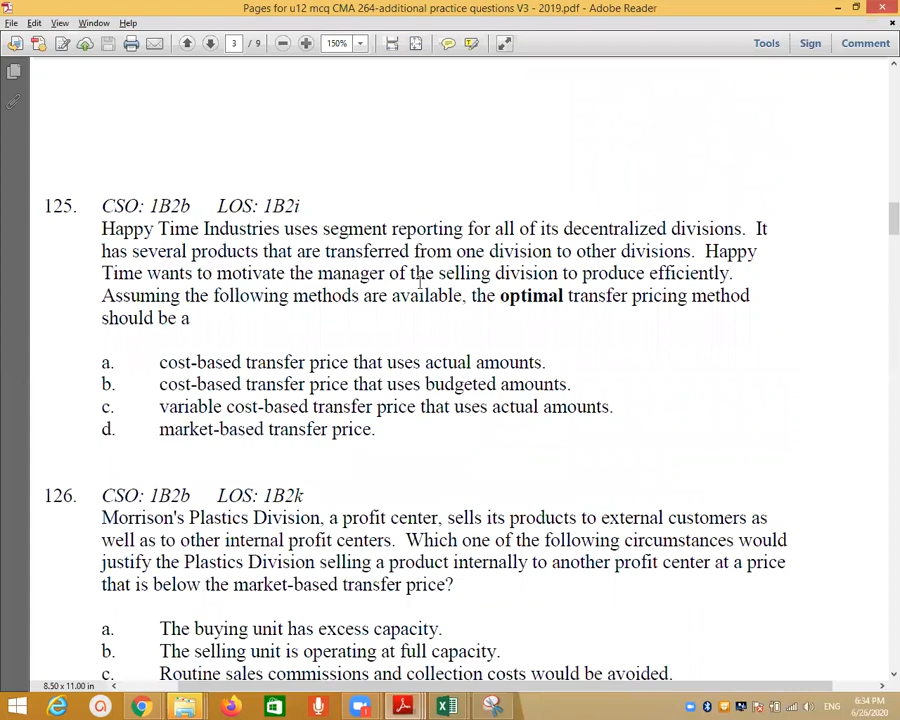 Pages for u12 mcq CMA 264-additional practice questions V3 - 2019.pdf - Adobe Reader
File Edit View Window Help
3 / 9 150% Tools Sign Comment
125. CSO: 1B2b LOS: 1B2i
Happy Time Industries uses segment reporting for all of its decentralized divisions. It
has several products that are transferred from one division to other divisions. Happy
Time wants to motivate the manager of the selling division to produce efficiently.
Assuming the following methods are available, the optimal transfer pricing method
should be a
a. cost-based transfer price that uses actual amounts.
b. cost-based transfer price that uses budgeted amounts.
c. variable cost-based transfer price that uses actual amounts.
d. market-based transfer price.
126. CSO: 1B2b LOS: 1B2k
Morrison's Plastics Division, a profit center, sells its products to external customers as
well as to other internal profit centers. Which one of the following circumstances would
justify the Plastics Division selling a product internally to another profit center at a price
that is below the market-based transfer price?
a. The buying unit has excess capacity.
b. The selling unit is operating at full capacity.
c. Routine sales commissions and collection costs would be avoided.
8.50 x 11.00 in
ENG
6:34 PM
6/26/2020